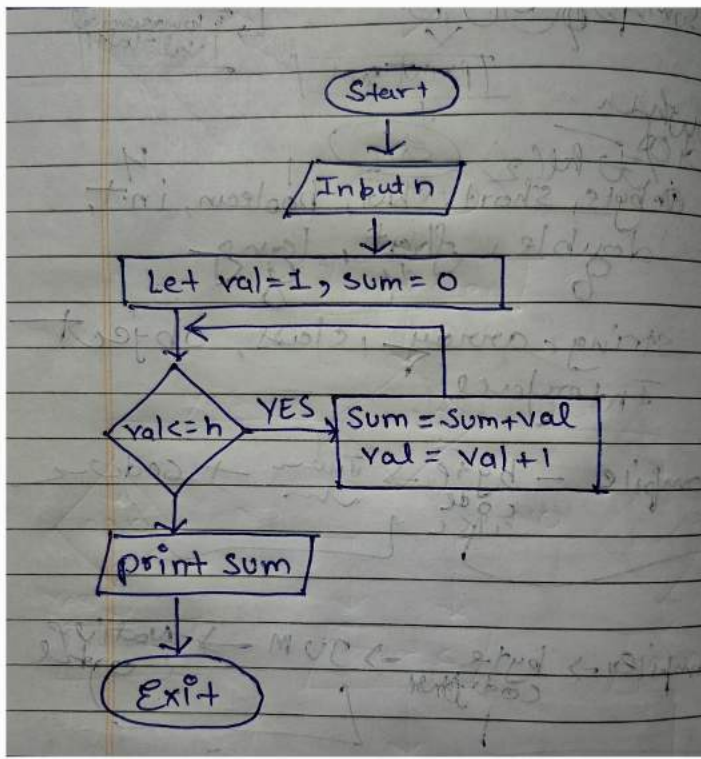 Start
Input n
Let val=1, sum=0
val<=n
YES
Sum = Sum+val
val = val+1
print sum
Exit